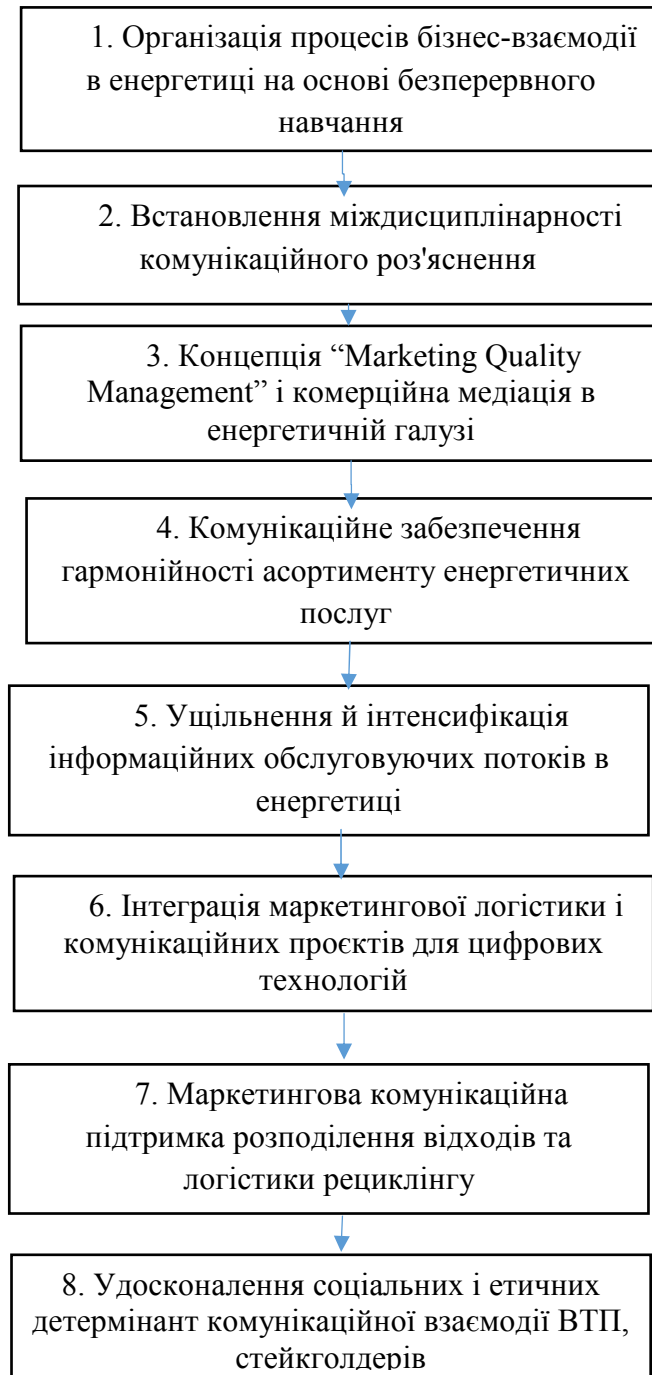 1. Організація процесів бізнес-взаємодії
в енергетиці на основі безперервного
навчання
2. Встановлення міждисциплінарності
комунікаційного роз'яснення
3. Концепція “Marketing Quality
Management” і комерційна медіація в
енергетичній галузі
4. Комунікаційне забезпечення
гармонійності асортименту енергетичних
послуг
5. Ущільнення й інтенсифікація
інформаційних обслуговуючих потоків в
енергетиці
6. Інтеграція маркетингової логістики і
комунікаційних проєктів для цифрових
технологій
7. Маркетингова комунікаційна
підтримка розподілення відходів та
логістики рециклінгу
8. Удосконалення соціальних і етичних
детермінант комунікаційної взаємодії ВТП,
стейкголдерів